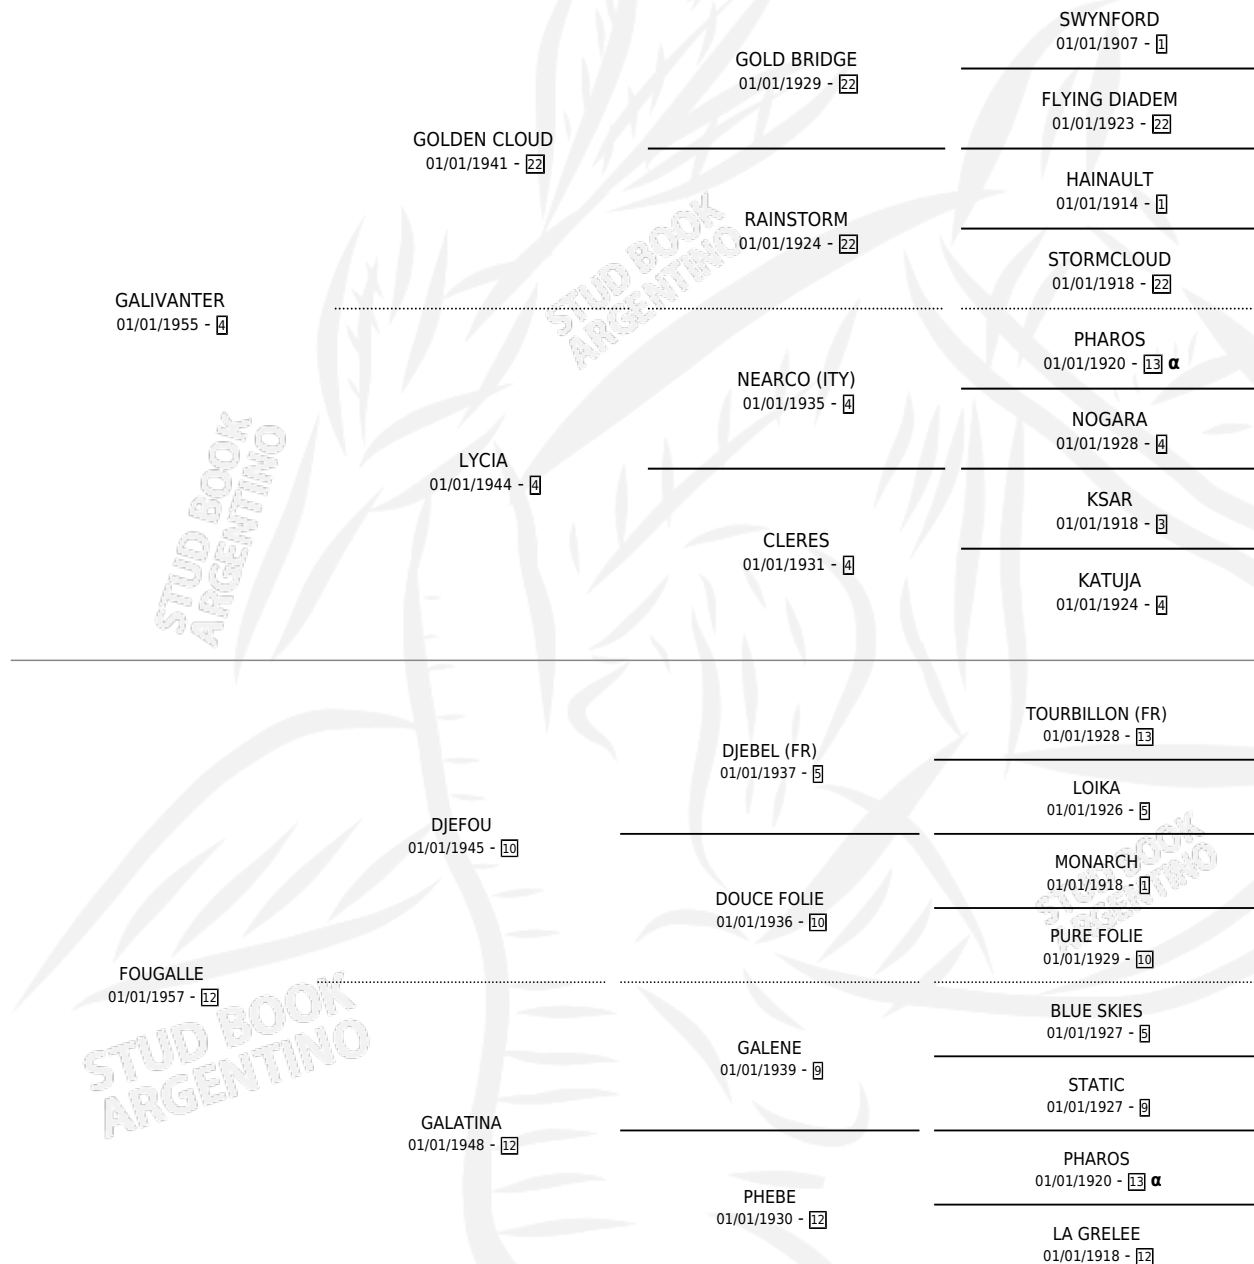 SWYNFORD
01/01/1907 - 1
GOLD BRIDGE
01/01/1929 - 22
FLYING DIADEM
01/01/1923 - 22
GOLDEN CLOUD
01/01/1941 - 22
HAINAULT
01/01/1914 - 1
RAINSTORM
01/01/1924 - 22
STORMCLOUD
01/01/1918 - 22
STUD BOOK
ARGENTINO
GALIVANTER
01/01/1955 - 4
PHAROS
01/01/1920 - 13 α
NEARCO (ITY)
01/01/1935 - 4
NOGARA
01/01/1928 - 4
LYCIA
01/01/1944 - 4
KSAR
01/01/1918 - 3
CLERES
01/01/1931 - 4
KATUJA
01/01/1924 - 4
STUD BOOK
ARGENTINO
TOURBILLON (FR)
01/01/1928 - 13
DJEBEL (FR)
01/01/1937 - 5
LOIKA
01/01/1926 - 5
DJEFOU
01/01/1945 - 10
MONARCH
01/01/1918 - 1
DOUCE FOLIE
01/01/1936 - 10
PURE FOLIE
01/01/1929 - 10
STUD BOOK
ARGENTINO
FOUGALLE
01/01/1957 - 12
BLUE SKIES
01/01/1927 - 5
GALENE
01/01/1939 - 9
STATIC
01/01/1927 - 9
STUD BOOK
ARGENTINO
GALATINA
01/01/1948 - 12
PHAROS
01/01/1920 - 13 α
PHEBE
01/01/1930 - 12
LA GRELEE
01/01/1918 - 12